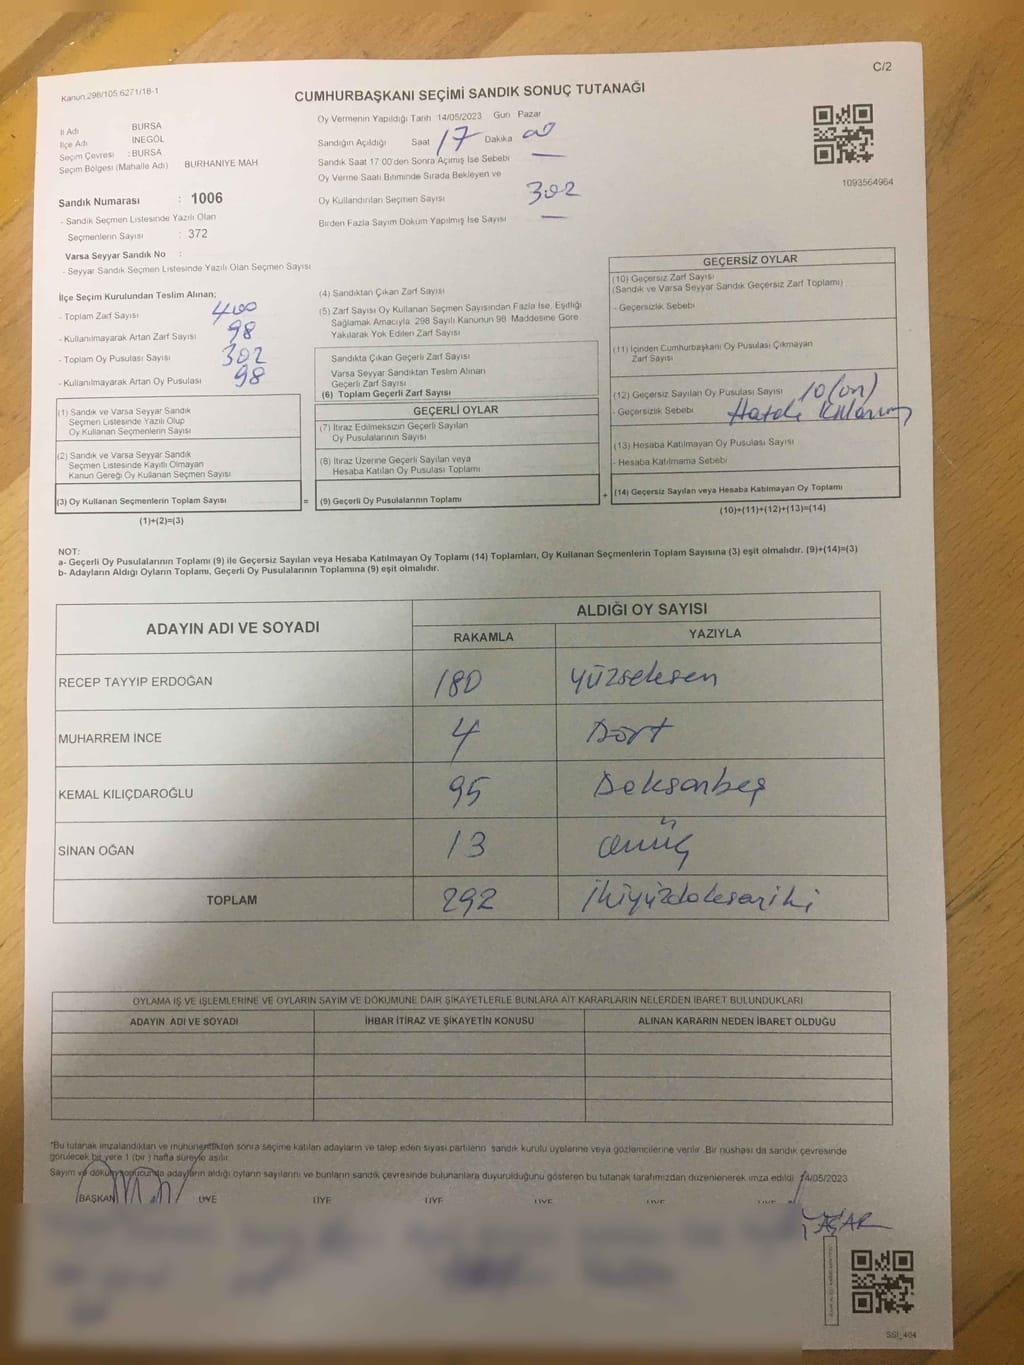 C/2
Kanun.298/105,6271/18-1
CUMHURBAŞKANI SEÇİMİ SANDIK SONUÇ TUTANAĞI
İl Adı BURSA
İlçe Adı İNEGÖL
Seçim Çevresi : BURSA
Seçim Bölgesi (Mahalle Adı) BURHANİYE MAH
Sandık Numarası : 1006
- Sandık Seçmen Listesinde Yazılı Olan
Seçmenlerin Sayısı : 372
Varsa Seyyar Sandık No :
- Seyyar Sandık Seçmen Listesinde Yazılı Olan Seçmen Sayısı
Oy Vermenin Yapıldığı Tarih 14/05/2023 Gün Pazar
Sandığın Açıldığı Saat 17 Dakika 00
Sandık Saat 17:00'den Sonra Açımış İse Sebebi —
Oy Verme Saati Bitiminde Sırada Bekleyen ve
Oy Kullandırılan Seçmen Sayısı 302
Birden Fazla Sayım Döküm Yapılmış İse Sayısı —
1093564964
İlçe Seçim Kurulundan Teslim Alınan;
- Toplam Zarf Sayısı 400
- Kullanılmayarak Artan Zarf Sayısı 98
- Toplam Oy Pusulası Sayısı 302
- Kullanılmayarak Artan Oy Pusulası 98
(1) Sandık ve Varsa Seyyar Sandık
Seçmen Listesinde Yazılı Olup
Oy Kullanan Seçmenlerin Sayısı
(2) Sandık ve Varsa Seyyar Sandık
Seçmen Listesinde Kayıtlı Olmayan
Kanun Gereği Oy Kullanan Seçmen Sayısı
(3) Oy Kullanan Seçmenlerin Toplam Sayısı
(1)+(2)=(3)
=
(4) Sandıktan Çıkan Zarf Sayısı
(5) Zarf Sayısı Oy Kullanan Seçmen Sayısından Fazla İse, Eşitliği
Sağlamak Amacıyla, 298 Sayılı Kanunun 98. Maddesine Göre
Yakılarak Yok Edilen Zarf Sayısı
Sandıkta Çıkan Geçerli Zarf Sayısı
Varsa Seyyar Sandıktan Teslim Alınan
Geçerli Zarf Sayısı
(6) Toplam Geçerli Zarf Sayısı
GEÇERLİ OYLAR
(7) İtiraz Edilmeksizin Geçerli Sayılan
Oy Pusulalarının Sayısı
(8) İtiraz Üzerine Geçerli Sayılan veya
Hesaba Katılan Oy Pusulası Toplamı
(9) Geçerli Oy Pusulalarının Toplamı
+
GEÇERSİZ OYLAR
(10) Geçersiz Zarf Sayısı
(Sandık ve Varsa Seyyar Sandık Geçersiz Zarf Toplamı)
- Geçersizlik Sebebi
(11) İçinden Cumhurbaşkanı Oy Pusulası Çıkmayan
Zarf Sayısı
(12) Geçersiz Sayılan Oy Pusulası Sayısı 10 (on)
- Geçersizlik Sebebi
(13) Hesaba Katılmayan Oy Pusulası Sayısı
- Hesaba Katılmama Sebebi
(14) Geçersiz Sayılan veya Hesaba Katılmayan Oy Toplamı
(10)+(11)+(12)+(13)=(14)
NOT:
a- Geçerli Oy Pusulalarının Toplamı (9) ile Geçersiz Sayılan veya Hesaba Katılmayan Oy Toplamı (14) Toplamları, Oy Kullanan Seçmenlerin Toplam Sayısına (3) eşit olmalıdır. (9)+(14)=(3)
b- Adayların Aldığı Oyların Toplamı, Geçerli Oy Pusulalarının Toplamına (9) eşit olmalıdır.
ADAYIN ADI VE SOYADI
ALDIĞI OY SAYISI
RAKAMLA YAZIYLA
RECEP TAYYIP ERDOĞAN 180 yüzseksen
MUHARREM İNCE 4 Dört
KEMAL KILIÇDAROĞLU 95 Doksanbeş
SİNAN OĞAN 13 onüç
TOPLAM 292 ikiyüzdoksaniki
OYLAMA İŞ VE İŞLEMLERİNE VE OYLARIN SAYIM VE DÖKÜMÜNE DAİR ŞİKAYETLERLE BUNLARA AİT KARARLARIN NELERDEN İBARET BULUNDUKLARI
ADAYIN ADI VE SOYADI İHBAR İTİRAZ VE ŞİKAYETİN KONUSU ALINAN KARARIN NEDEN İBARET OLDUĞU
*Bu tutanak imzalandıktan ve mühürlendikten sonra seçime katılan adayların ve talep eden siyasi partilerin sandık kurulu üyelerine veya gözlemcilerine verilir. Bir nüshası da sandık çevresinde
görülecek bir yere 1 (bir) hafta süreyle asılır.
Sayım ve döküm sonucunda adayların aldığı oyların sayılarını ve bunların sandık çevresinde bulunanlara duyurulduğunu gösteren bu tutanak tarafımızdan düzenlenerek imza edildi 14/05/2023
BAŞKAN ÜYE ÜYE ÜYE ÜYE
YAŞAR
SSI_404